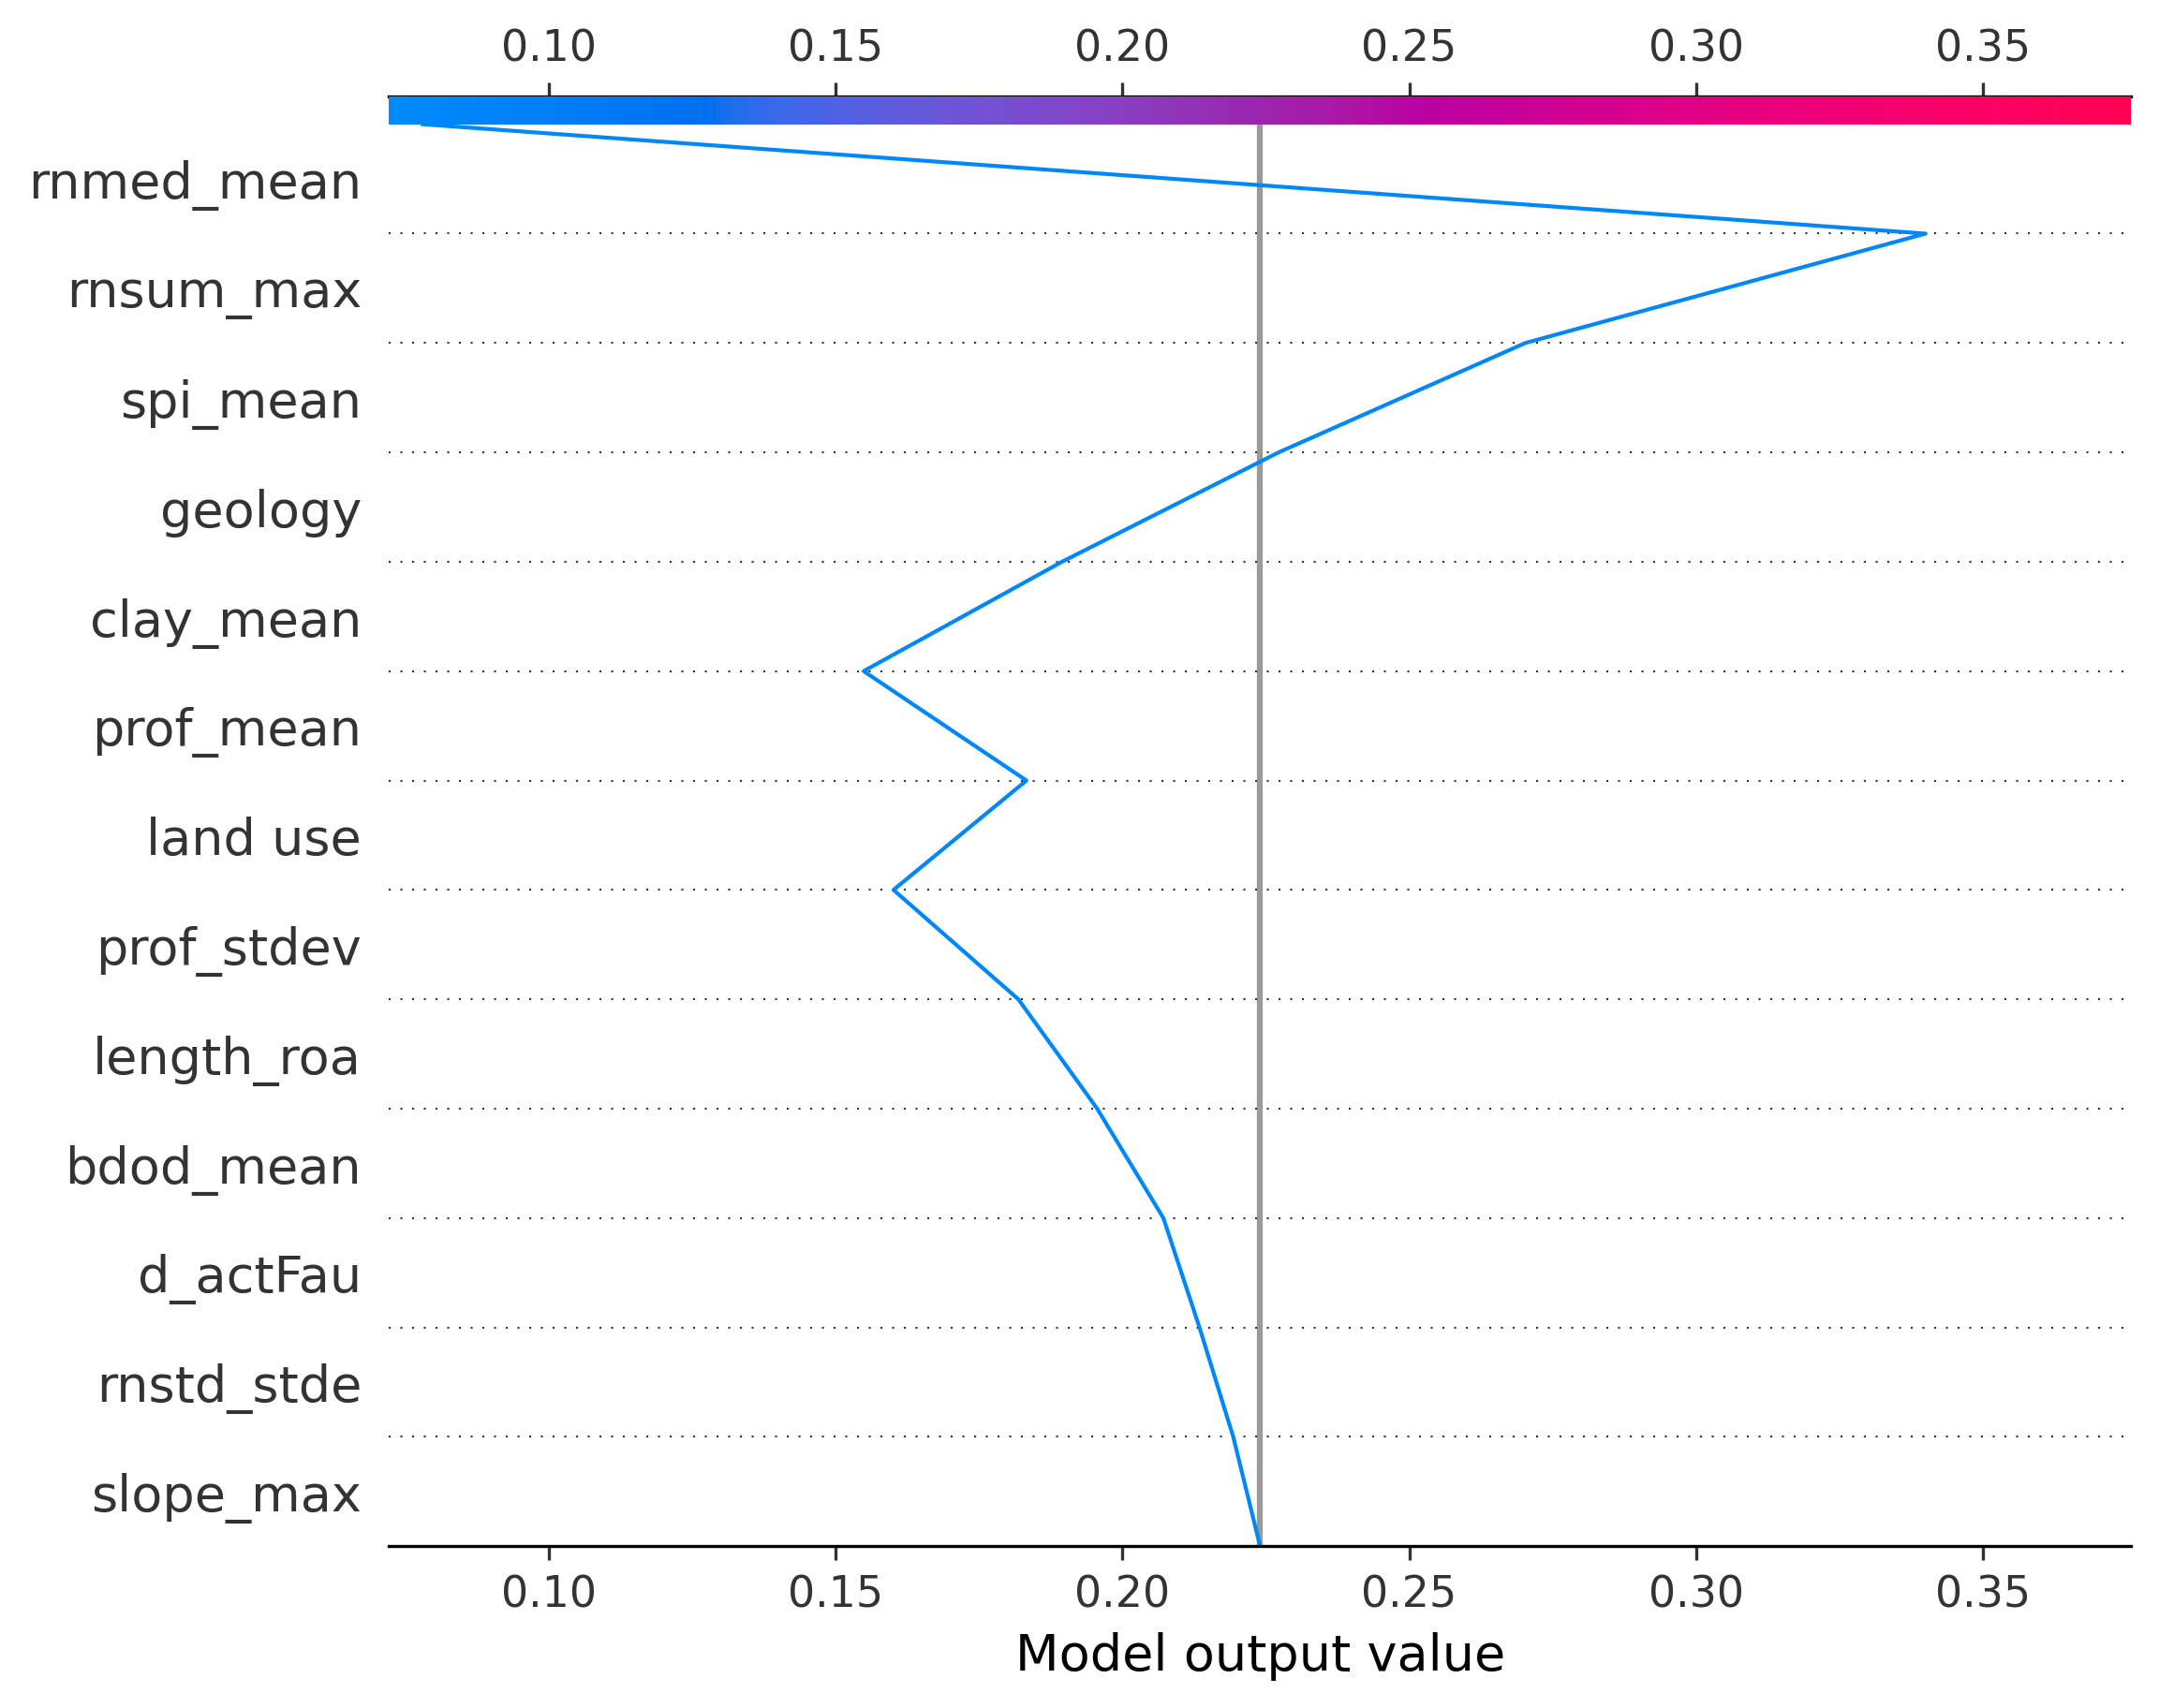 0.10 0.15 0.20 0.25 0.30 0.35
rnmed_mean
rnsum_max
spi_mean
geology
clay_mean
prof_mean
land use
prof_stdev
length_roa
bdod_mean
d_actFau
rnstd_stde
slope_max
0.10 0.15 0.20 0.25 0.30 0.35
Model output value